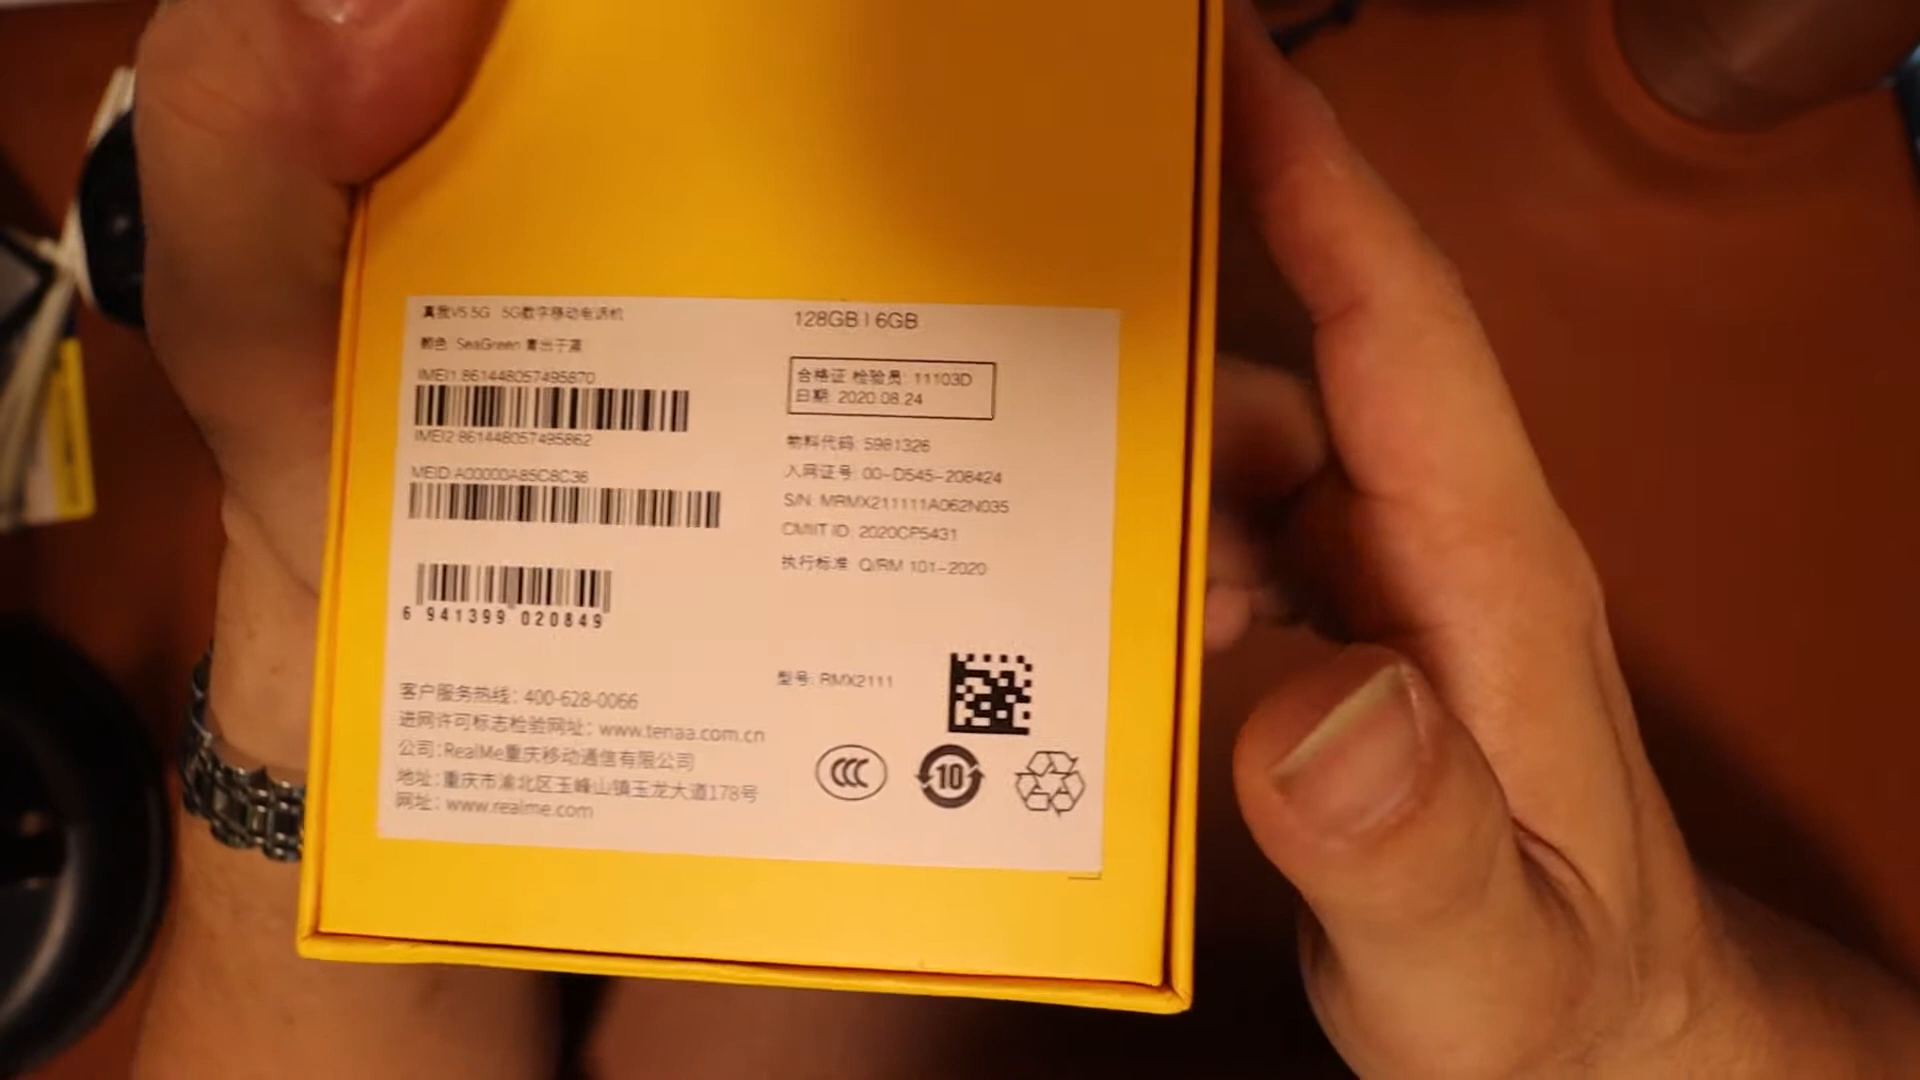 真我V5 5G 5G数字移动电话机
颜色: SeaGreen 青出于蓝
IMEI1:861448057495870
IMEI2:861448057495862
MEID:A00000A85C8C36
6 941399 020849
客户服务热线: 400-628-0066
进网许可标志检验网址: www.tenaa.com.cn
公司:RealMe重庆移动通信有限公司
地址: 重庆市渝北区玉峰山镇玉龙大道178号
网址: www.realme.com
128GB | 6GB
合格证 检验员: 11103D
日期: 2020.08.24
物料代码: 5981326
入网证号: 00-D545-208424
S/N: MRMX211111A062N035
CMIIT ID: 2020CP5431
执行标准: Q/RM 101-2020
型号: RMX2111
10